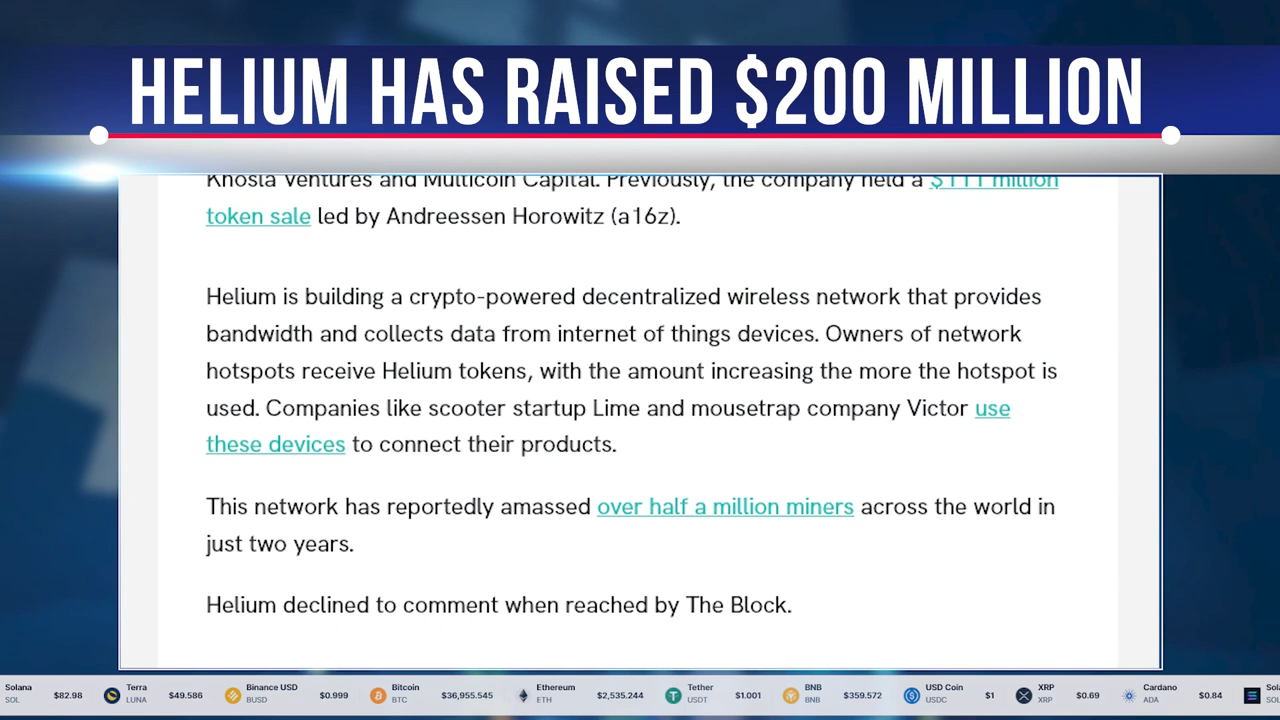 HELIUM HAS RAISED $200 MILLION
Khosla Ventures and Multicoin Capital. Previously, the company held a $111 million
token sale led by Andreessen Horowitz (a16z).
Helium is building a crypto-powered decentralized wireless network that provides
bandwidth and collects data from internet of things devices. Owners of network
hotspots receive Helium tokens, with the amount increasing the more the hotspot is
used. Companies like scooter startup Lime and mousetrap company Victor use
these devices to connect their products.
This network has reportedly amassed over half a million miners across the world in
just two years.
Helium declined to comment when reached by The Block.
Solana $82.98 Terra $49.586 Binance USD $0.999 Bitcoin $36,955.545 Ethereum $2,535.244 Tether $1.001 BNB $359.572 USD Coin $1 XRP $0.69 Cardano $0.84
SOL LUNA BUSD BTC ETH USDT BNB USDC XRP ADA